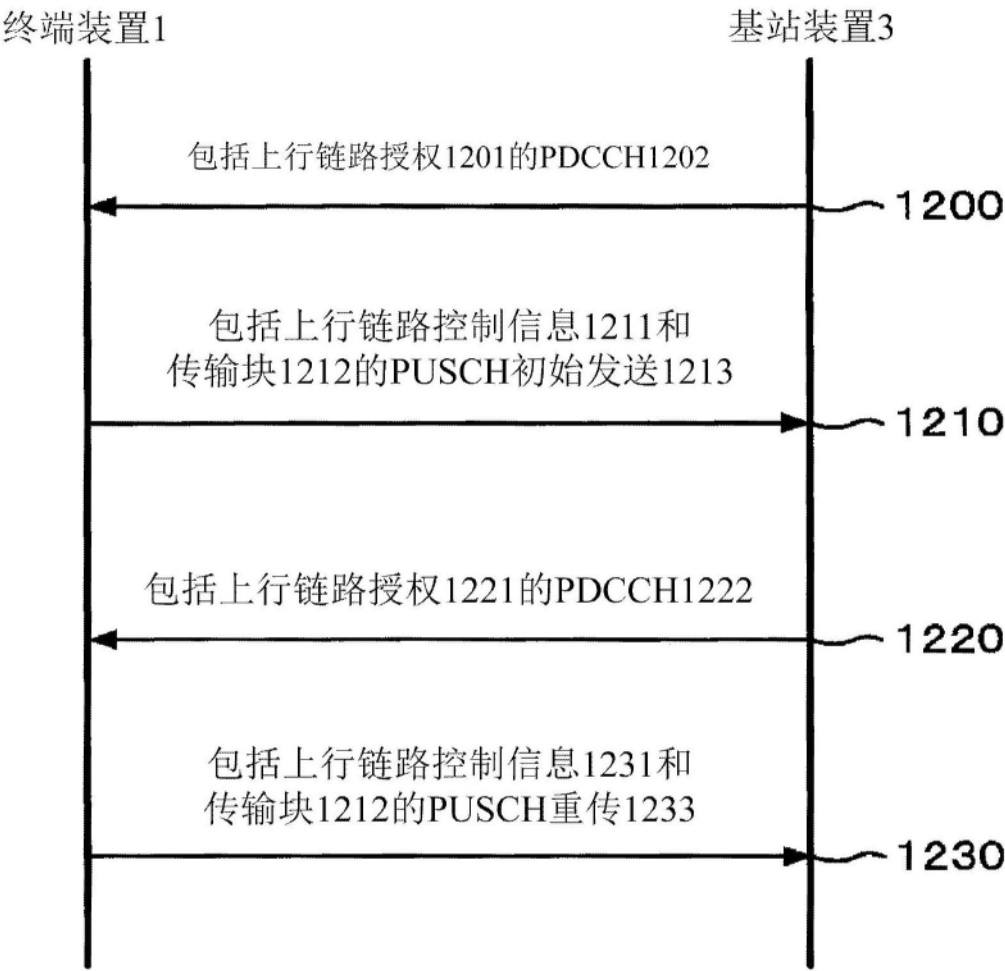 终端装置1
基站装置3
包括上行链路授权1201的PDCCH1202
1200
包括上行链路控制信息1211和
传输块1212的PUSCH初始发送1213
1210
包括上行链路授权1221的PDCCH1222
1220
包括上行链路控制信息1231和
传输块1212的PUSCH重传1233
1230